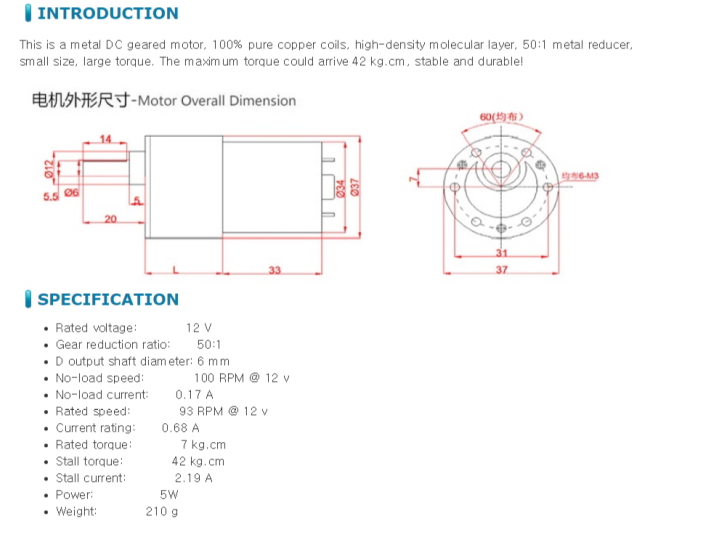 INTRODUCTION
This is a metal DC geared motor, 100% pure copper coils, high-density molecular layer, 50:1 metal reducer,
small size, large torque. The maximum torque could arrive 42 kg.cm, stable and durable!
电机外形尺寸-Motor Overall Dimension
60(均布)
14
Ø12
5.5
Ø6
5
20
Ø34
Ø37
L
33
7
均布6-M3
31
37
SPECIFICATION
• Rated voltage: 12 V
• Gear reduction ratio: 50:1
• D output shaft diameter: 6 mm
• No-load speed: 100 RPM @ 12 v
• No-load current: 0.17 A
• Rated speed: 93 RPM @ 12 v
• Current rating: 0.68 A
• Rated torque: 7 kg.cm
• Stall torque: 42 kg.cm
• Stall current: 2.19 A
• Power: 5W
• Weight: 210 g